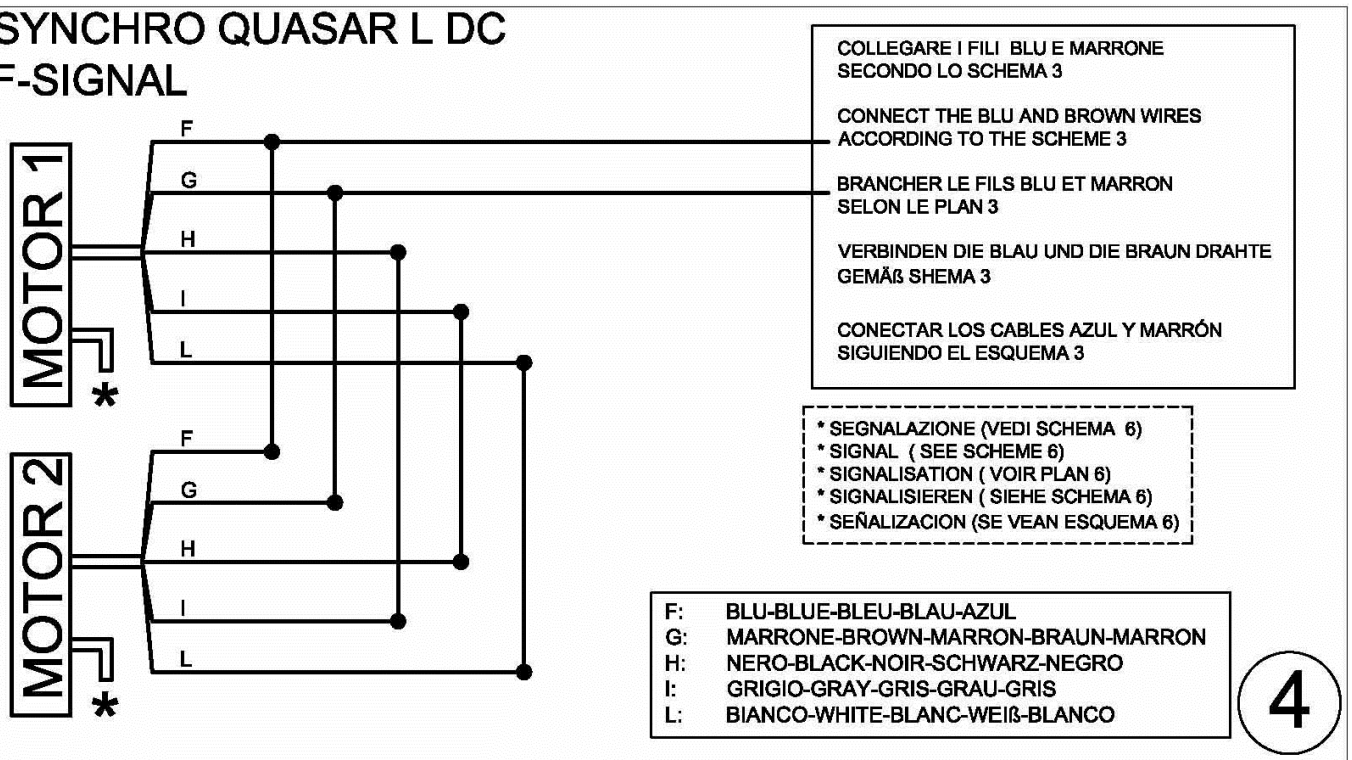 SYNCHRO QUASAR L DC
F-SIGNAL
MOTOR 1
F
G
H
I
L
*
MOTOR 2
F
G
H
I
L
*
COLLEGARE I FILI BLU E MARRONE
SECONDO LO SCHEMA 3
CONNECT THE BLU AND BROWN WIRES
ACCORDING TO THE SCHEME 3
BRANCHER LE FILS BLU ET MARRON
SELON LE PLAN 3
VERBINDEN DIE BLAU UND DIE BRAUN DRAHTE
GEMÄß SHEMA 3
CONECTAR LOS CABLES AZUL Y MARRÓN
SIGUIENDO EL ESQUEMA 3
* SEGNALAZIONE (VEDI SCHEMA 6)
* SIGNAL ( SEE SCHEME 6)
* SIGNALISATION ( VOIR PLAN 6)
* SIGNALISIEREN ( SIEHE SCHEMA 6)
* SEÑALIZACION (SE VEAN ESQUEMA 6)
F: BLU-BLUE-BLEU-BLAU-AZUL
G: MARRONE-BROWN-MARRON-BRAUN-MARRON
H: NERO-BLACK-NOIR-SCHWARZ-NEGRO
I: GRIGIO-GRAY-GRIS-GRAU-GRIS
L: BIANCO-WHITE-BLANC-WEIß-BLANCO
4